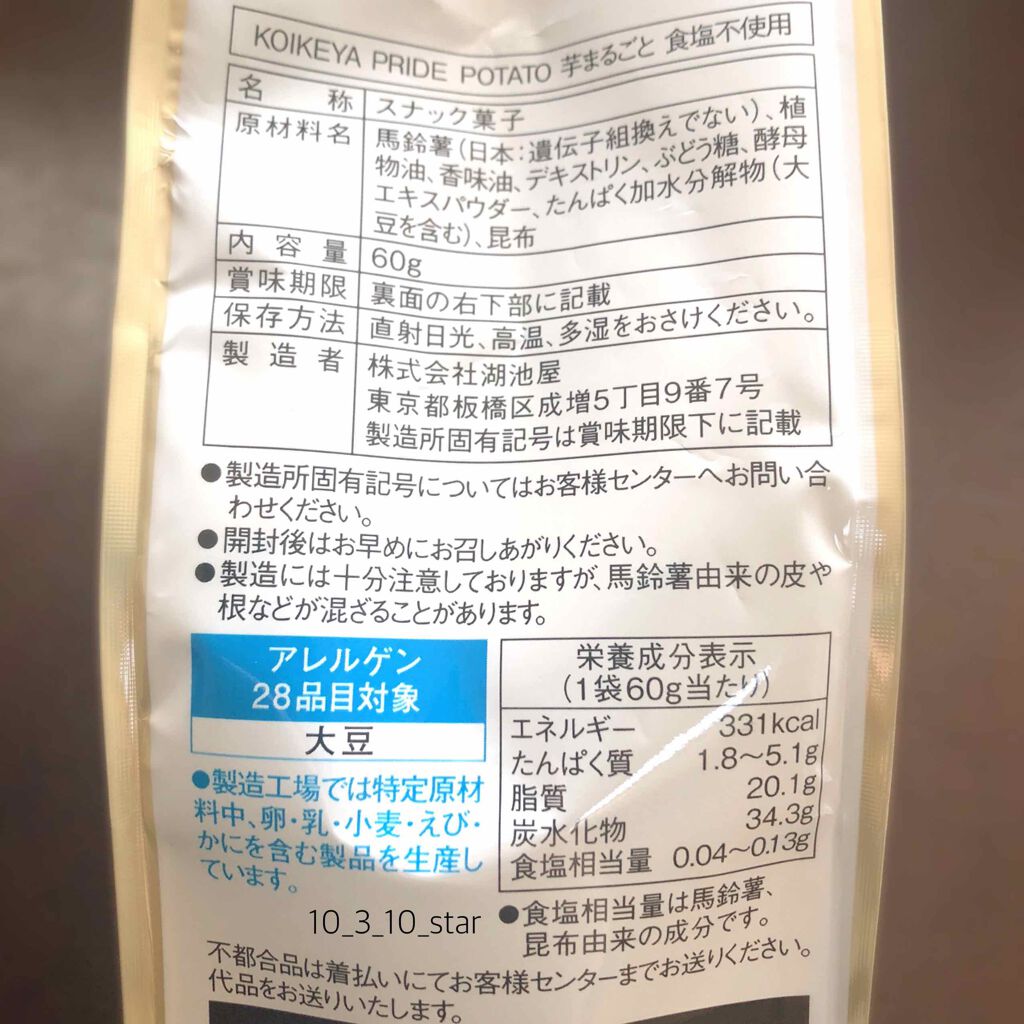 KOIKEYA PRIDE POTATO 芋まるごと 食塩不使用
名称 スナック菓子
原材料名 馬鈴薯(日本:遺伝子組換えでない)、植
物油、香味油、デキストリン、ぶどう糖、酵母
エキスパウダー、たんぱく加水分解物(大
豆を含む)、昆布
内容量 60g
賞味期限 裏面の右下部に記載
保存方法 直射日光、高温、多湿をおさけください。
製造者 株式会社湖池屋
東京都板橋区成増5丁目9番7号
製造所固有記号は賞味期限下に記載
●製造所固有記号についてはお客様センターへお問い合
わせください。
●開封後はお早めにお召しあがりください。
●製造には十分注意しておりますが、馬鈴薯由来の皮や
根などが混ざることがあります。
アレルゲン
28品目対象
大豆
●製造工場では特定原材
料中、卵・乳・小麦・えび・
かにを含む製品を生産し
ています。
栄養成分表示
(1袋60g当たり)
エネルギー 331kcal
たんぱく質 1.8〜5.1g
脂質 20.1g
炭水化物 34.3g
食塩相当量 0.04〜0.13g
●食塩相当量は馬鈴薯、
昆布由来の成分です。
10_3_10_star
不都合品は着払いにてお客様センターまでお送りください。
代品をお送りいたします。